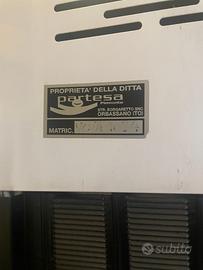 PROPRIETA' DELLA DITTA
partesa
Piemonte
STR. BORGARETTO SNC
ORBASSANO (TO)
MATRIC.
subito